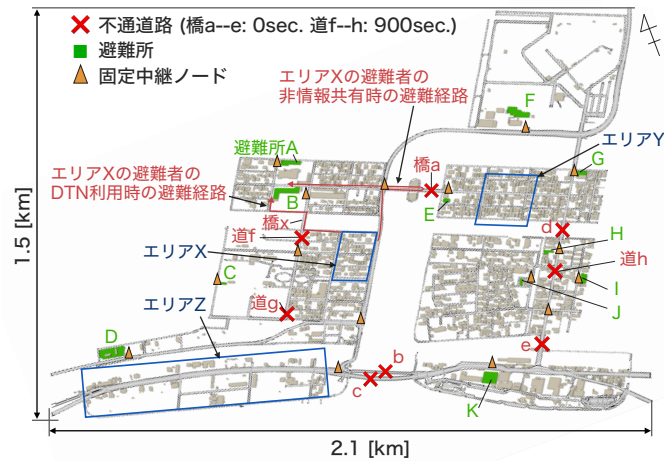 不通道路 (橋a--e: 0sec. 道f--h: 900sec.)
避難所
固定中継ノード
エリアXの避難者の
非情報共有時の避難経路
F
エリアY
避難所A
橋a
G
エリアXの避難者の
DTN利用時の避難経路
B
E
橋x
道f
d
H
エリアX
道h
C
I
エリアZ
J
道g
D
e
b
c
K
1.5 [km]
2.1 [km]